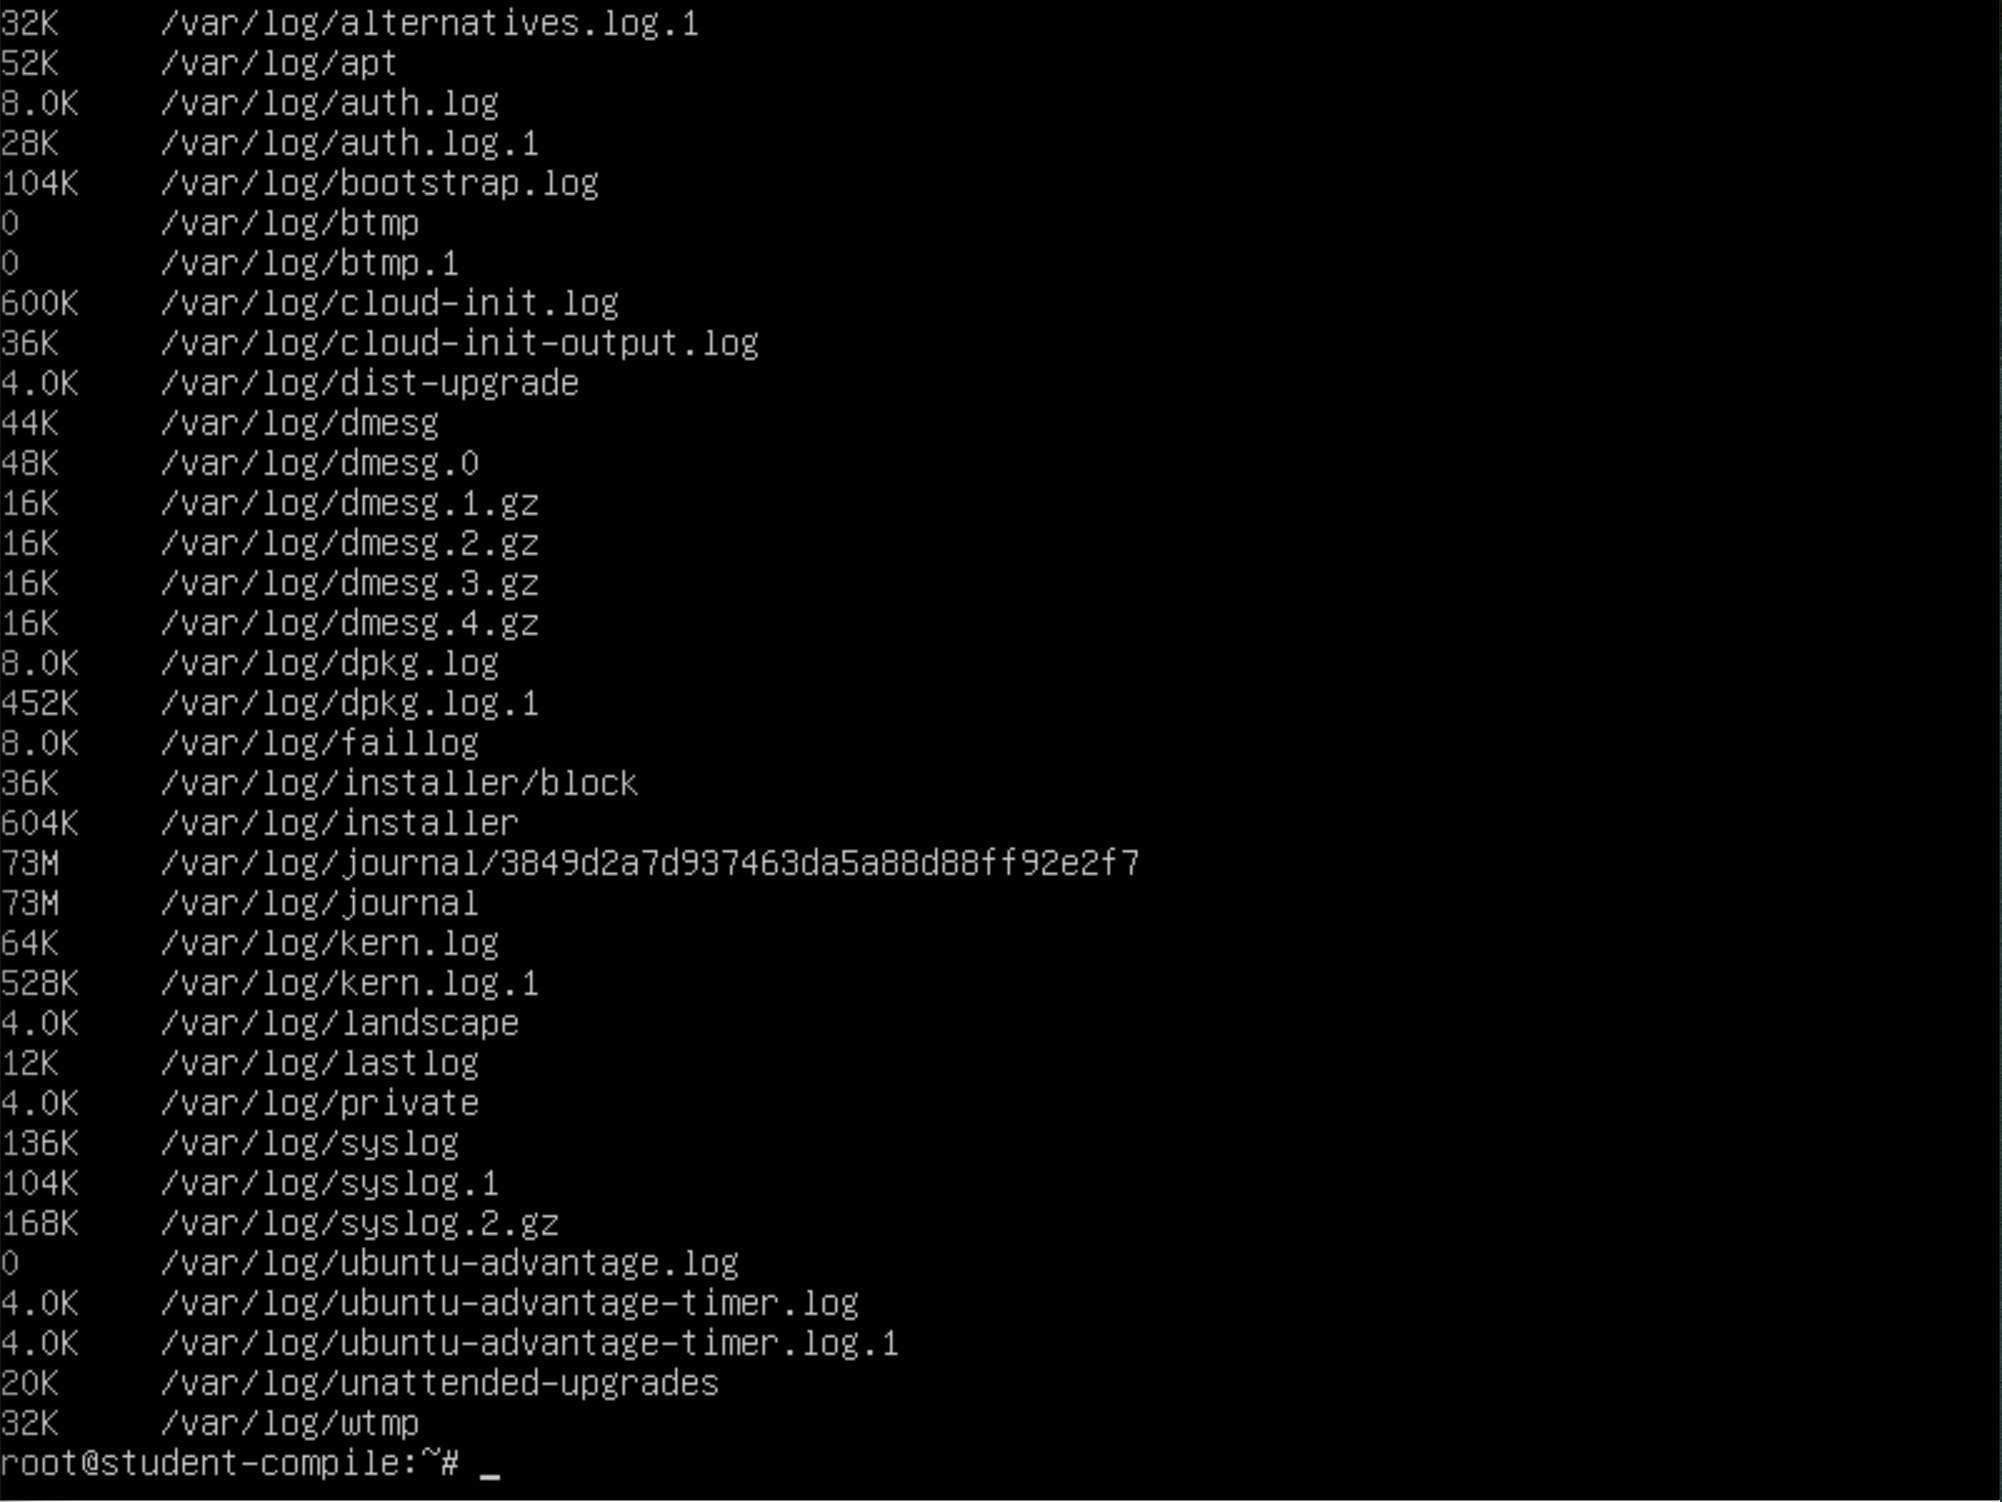 32K     /var/log/alternatives.log.1
52K     /var/log/apt
8.0K    /var/log/auth.log
28K     /var/log/auth.log.1
104K    /var/log/bootstrap.log
0       /var/log/btmp
0       /var/log/btmp.1
600K    /var/log/cloud-init.log
36K     /var/log/cloud-init-output.log
4.0K    /var/log/dist-upgrade
44K     /var/log/dmesg
48K     /var/log/dmesg.0
16K     /var/log/dmesg.1.gz
16K     /var/log/dmesg.2.gz
16K     /var/log/dmesg.3.gz
16K     /var/log/dmesg.4.gz
8.0K    /var/log/dpkg.log
452K    /var/log/dpkg.log.1
8.0K    /var/log/faillog
36K     /var/log/installer/block
604K    /var/log/installer
73M     /var/log/journal/3849d2a7d937463da5a88d88ff92e2f7
73M     /var/log/journal
64K     /var/log/kern.log
528K    /var/log/kern.log.1
4.0K    /var/log/landscape
12K     /var/log/lastlog
4.0K    /var/log/private
136K    /var/log/syslog
104K    /var/log/syslog.1
168K    /var/log/syslog.2.gz
0       /var/log/ubuntu-advantage.log
4.0K    /var/log/ubuntu-advantage-timer.log
4.0K    /var/log/ubuntu-advantage-timer.log.1
20K     /var/log/unattended-upgrades
32K     /var/log/wtmp
root@student-compile:~# _